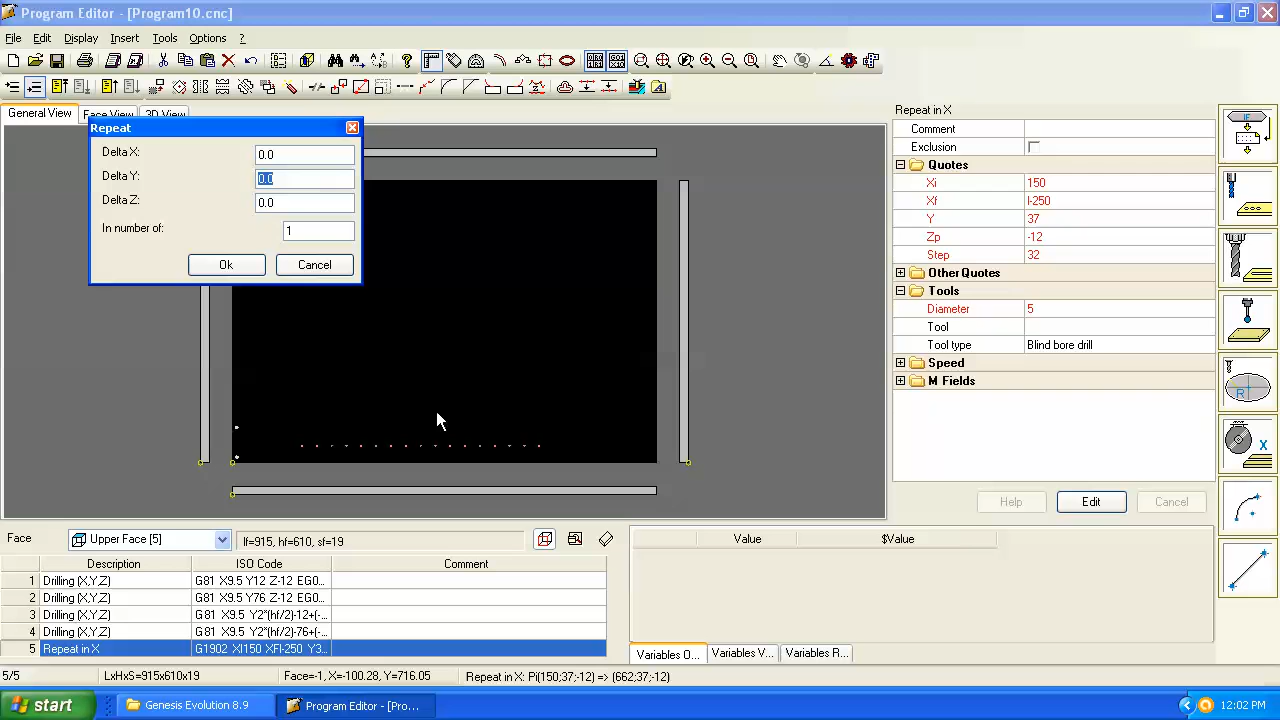 Program Editor - [Program10.cnc]
File Edit Display Insert Tools Options ?
General View Face View 3D View
Repeat
Delta X: 0.0
Delta Y: 0.0
Delta Z: 0.0
In number of: 1
Ok Cancel
Repeat in X
Comment
Exclusion
Quotes
Xi 150
Xf l-250
Y 37
Zp -12
Step 32
Other Quotes
Tools
Diameter 5
Tool
Tool type Blind bore drill
Speed
M Fields
Help Edit Cancel
IF
R
X
Face Upper Face [5] lf=915, hf=610, sf=19
Description ISO Code Comment
1 Drilling (X,Y,Z) G81 X9.5 Y12 Z-12 EG0...
2 Drilling (X,Y,Z) G81 X9.5 Y76 Z-12 EG0...
3 Drilling (X,Y,Z) G81 X9.5 Y2*(hf/2)-12+(-...
4 Drilling (X,Y,Z) G81 X9.5 Y2*(hf/2)-76+(-...
5 Repeat in X G1902 XI150 XFl-250 Y3...
Value $Value
Variables O... Variables V... Variables R...
5/5 LxHxS=915x610x19 Face=-1, X=-100.28, Y=716.05 Repeat in X: Pi(150;37;-12) => (662;37;-12)
start Genesis Evolution 8.9 Program Editor - [Pro... 12:02 PM